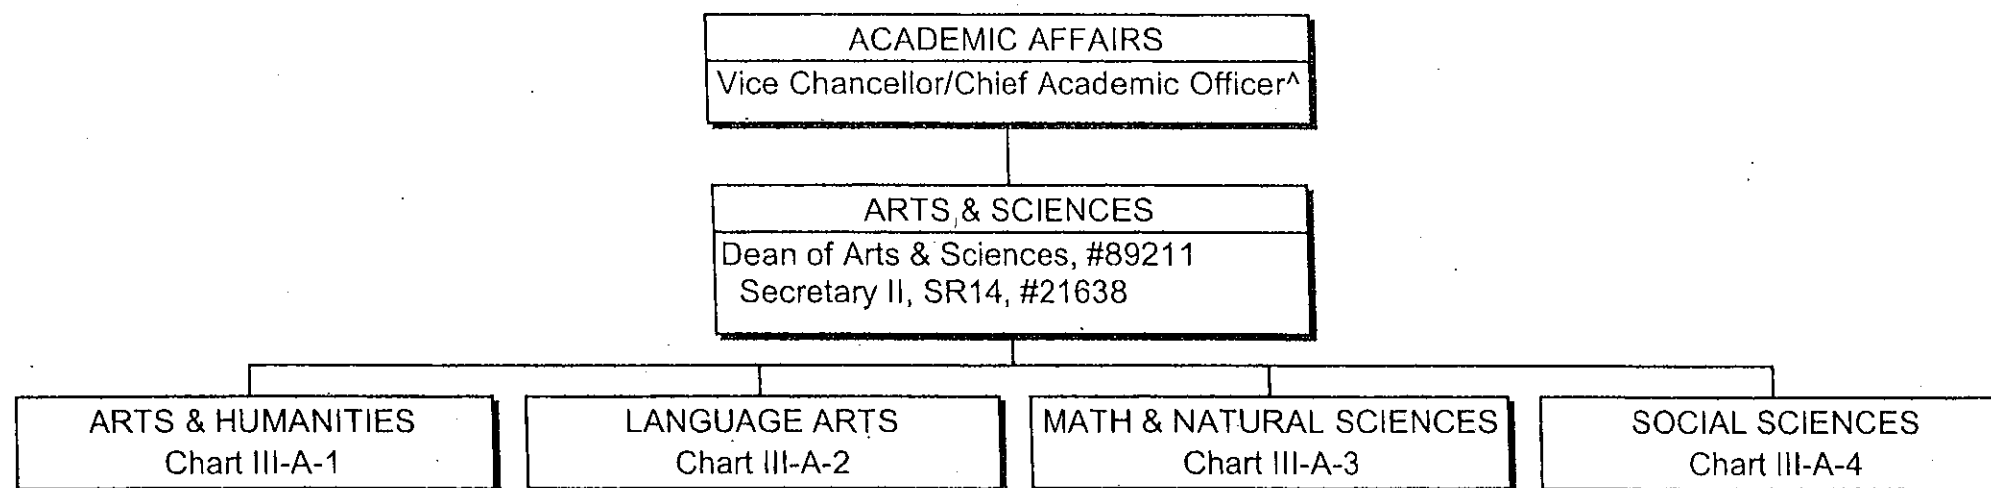 ACADEMIC AFFAIRS
Vice Chancellor/Chief Academic Officer^
ARTS & SCIENCES
Dean of Arts & Sciences, #89211
Secretary II, SR14, #21638
ARTS & HUMANITIES
Chart III-A-1
LANGUAGE ARTS
Chart III-A-2
MATH & NATURAL SCIENCES
Chart III-A-3
SOCIAL SCIENCES
Chart III-A-4